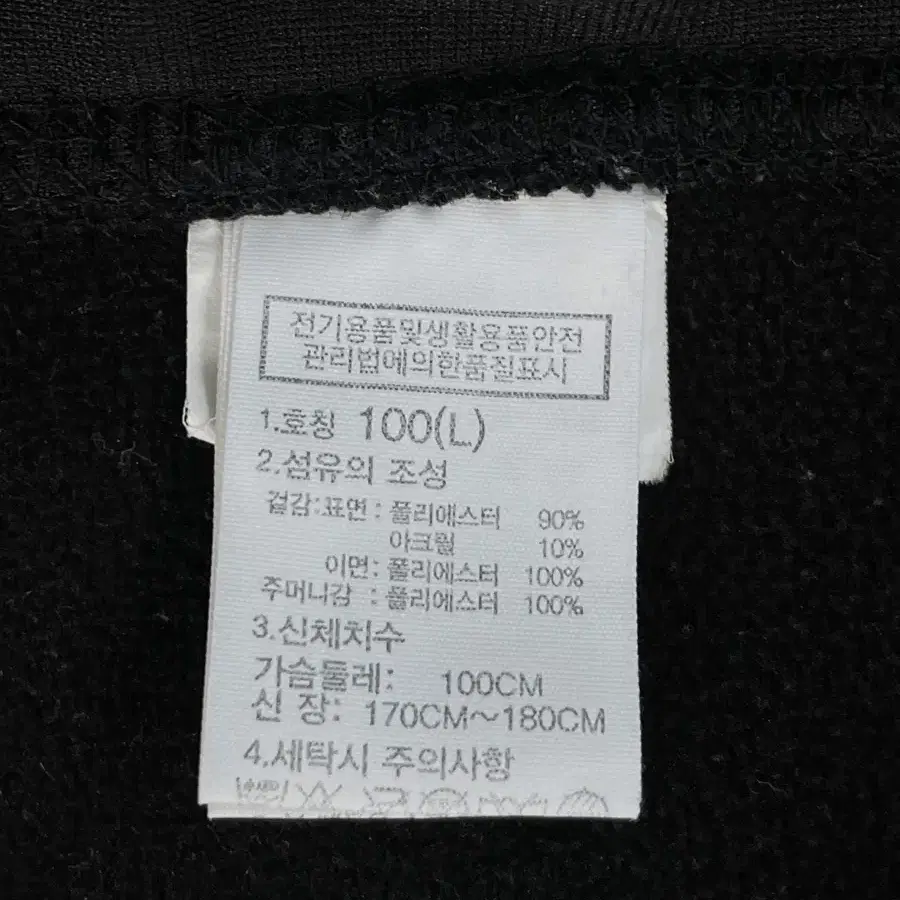 전기용품및생활용품안전
관리법에의한품질표시
1.호칭 100(L)
2.섬유의 조성
겉감:표면 : 폴리에스터 90%
아크릴 10%
이면: 폴리에스터 100%
주머니감 : 폴리에스터 100%
3.신체치수
가슴둘레: 100CM
신 장: 170CM~180CM
4.세탁시 주의사항